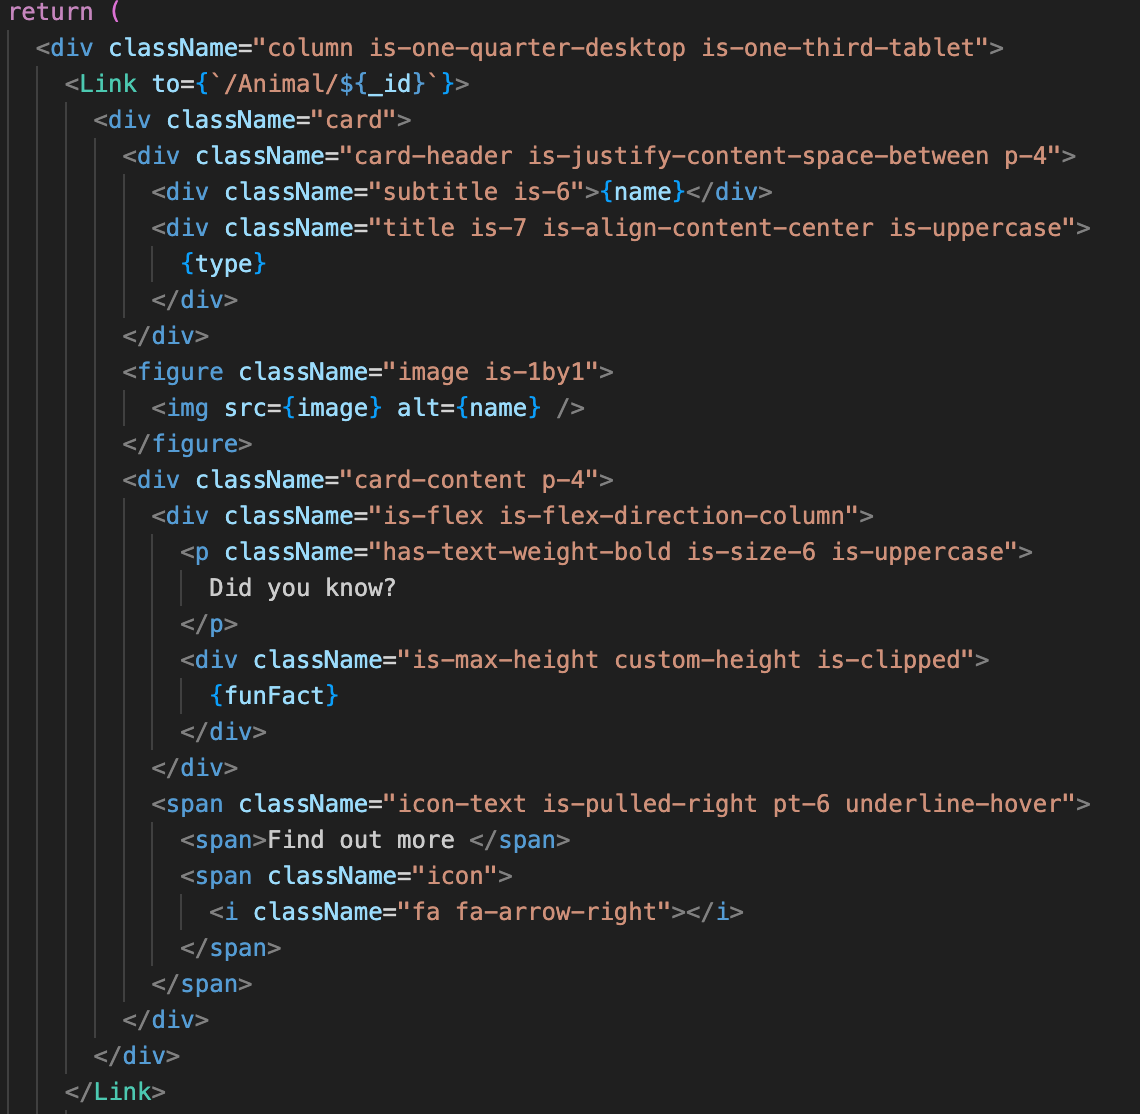 return (
<div className="column is-one-quarter-desktop is-one-third-tablet">
<Link to={`/Animal/${_id}`}>
<div className="card">
<div className="card-header is-justify-content-space-between p-4">
<div className="subtitle is-6">{name}</div>
<div className="title is-7 is-align-content-center is-uppercase">
{type}
</div>
</div>
<figure className="image is-1by1">
<img src={image} alt={name} />
</figure>
<div className="card-content p-4">
<div className="is-flex is-flex-direction-column">
<p className="has-text-weight-bold is-size-6 is-uppercase">
Did you know?
</p>
<div className="is-max-height custom-height is-clipped">
{funFact}
</div>
</div>
<span className="icon-text is-pulled-right pt-6 underline-hover">
<span>Find out more </span>
<span className="icon">
<i className="fa fa-arrow-right"></i>
</span>
</span>
</div>
</div>
</Link>